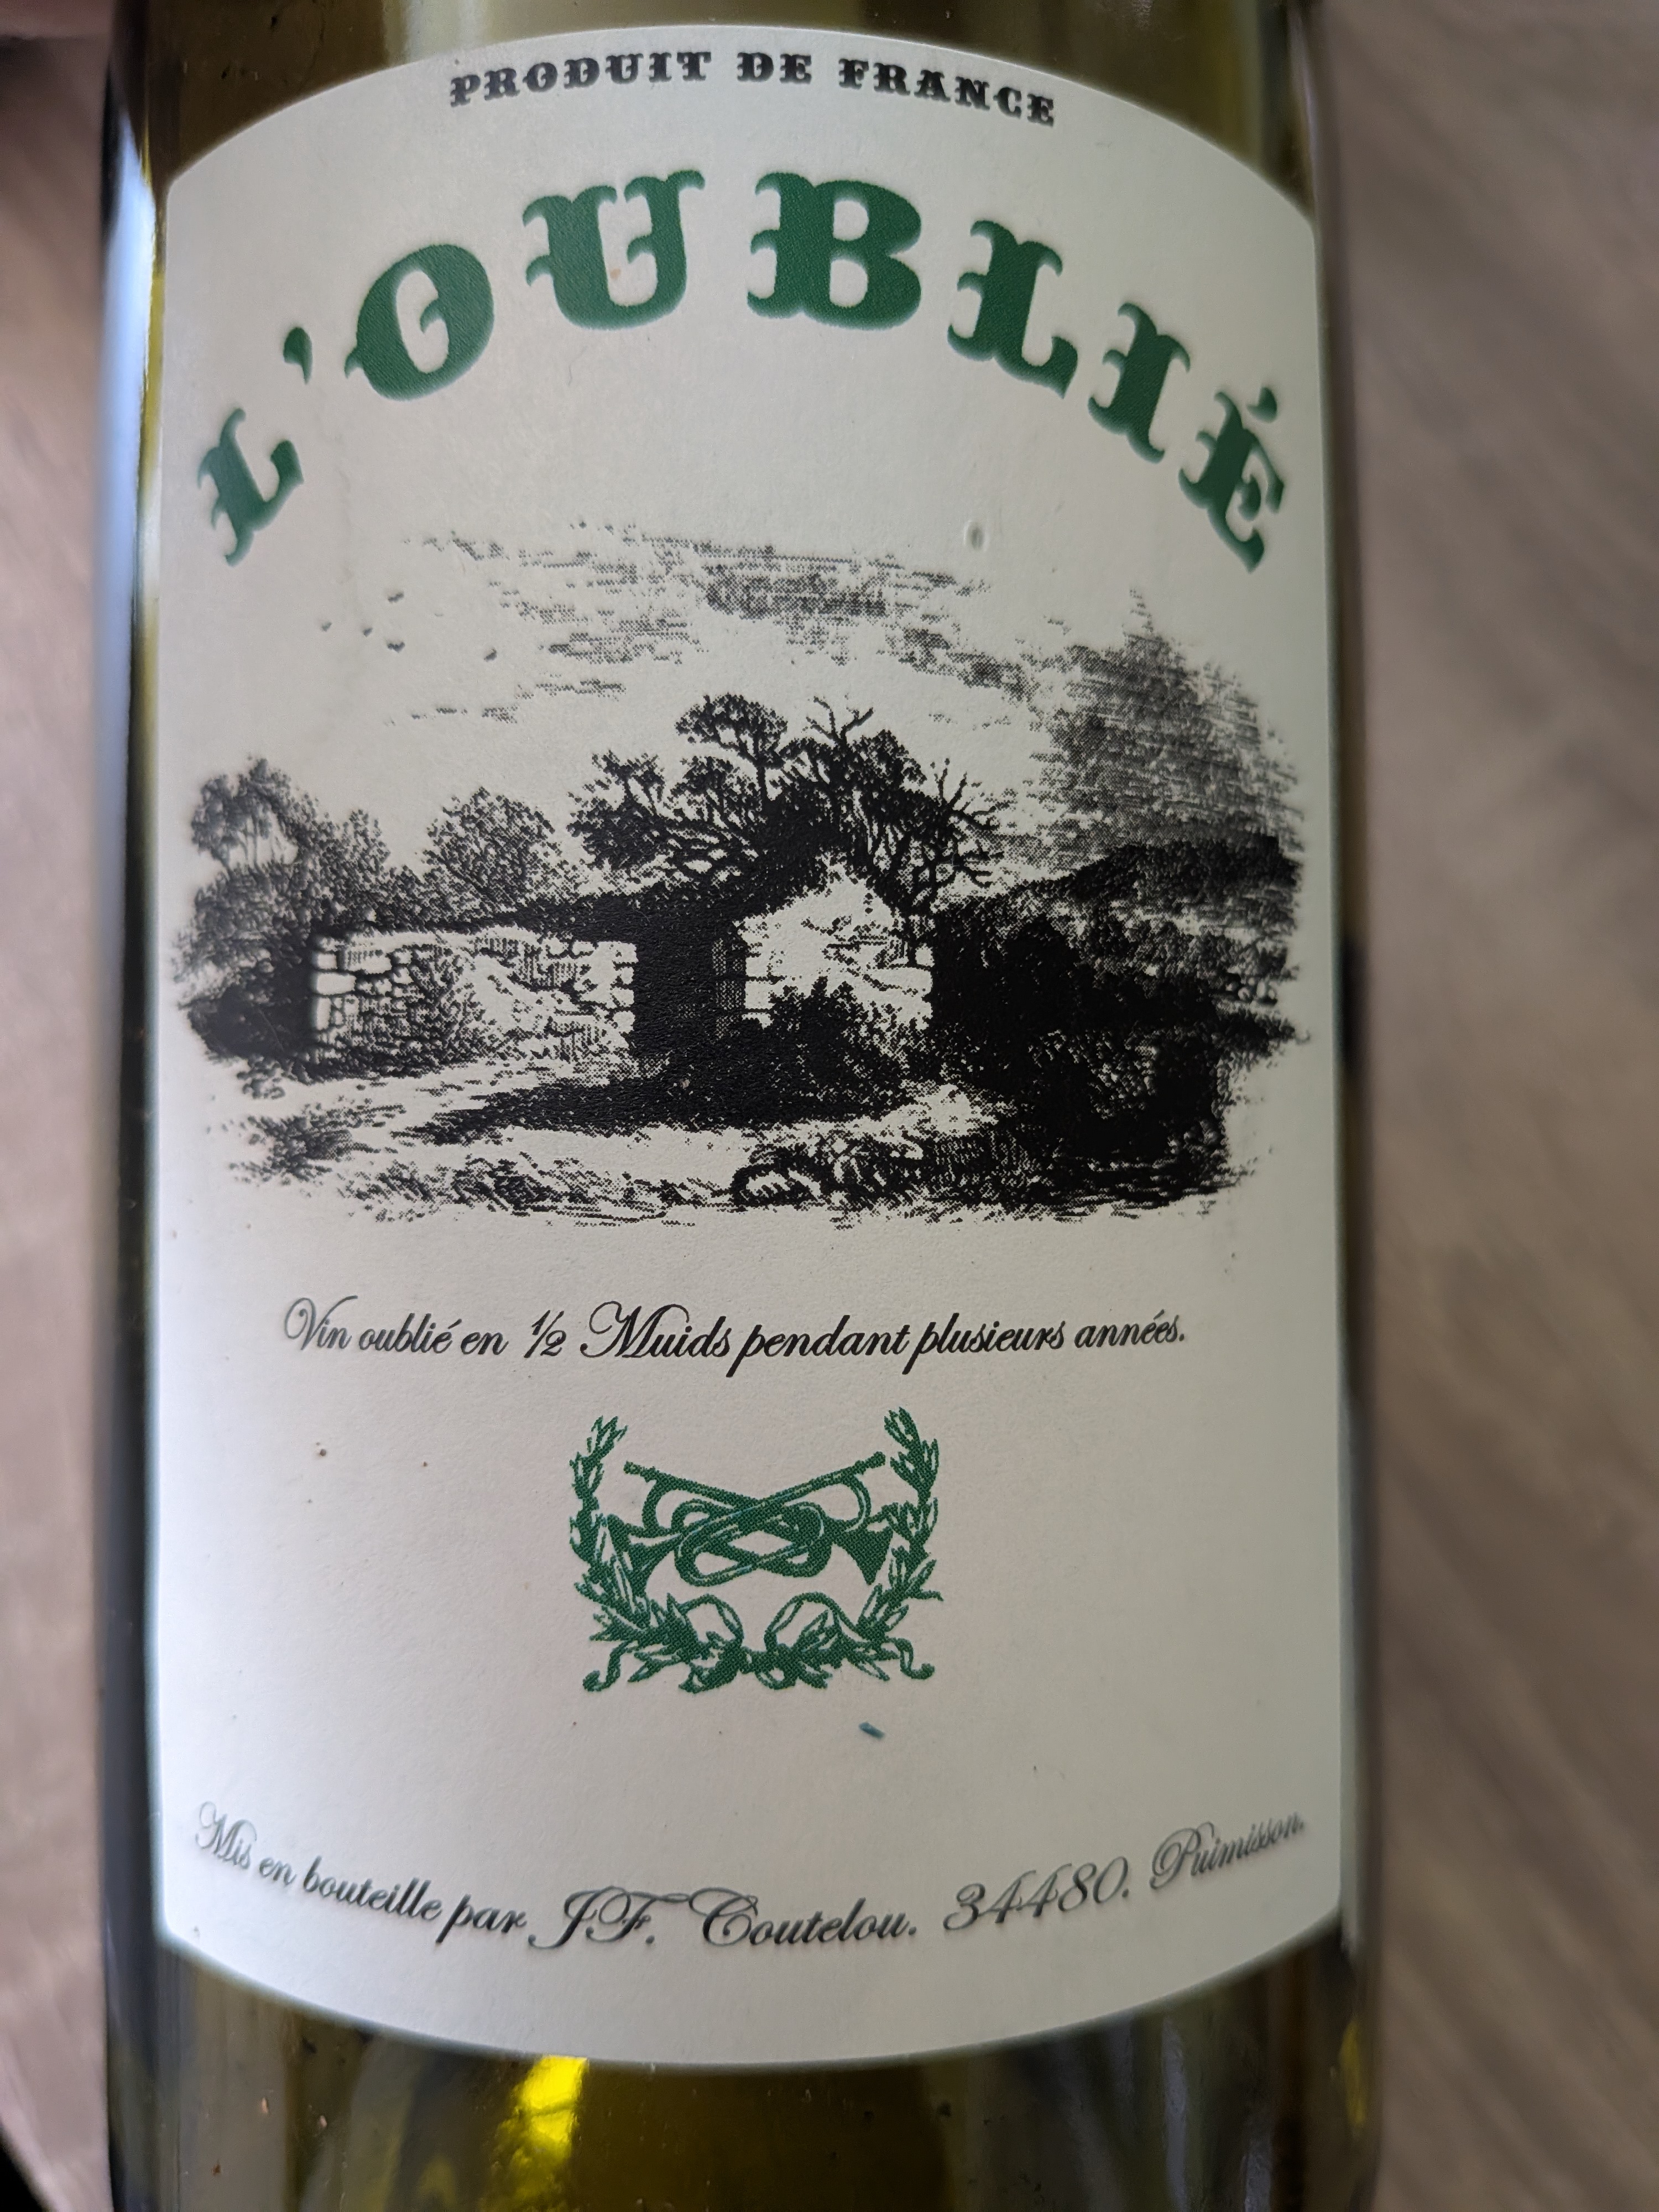 PRODUIT DE FRANCE
L'OUBLIÉ
Vin oublié en ½ Muids pendant plusieurs années.
Mis en bouteille par J.F. Coutelou. 34480. Puimisson.